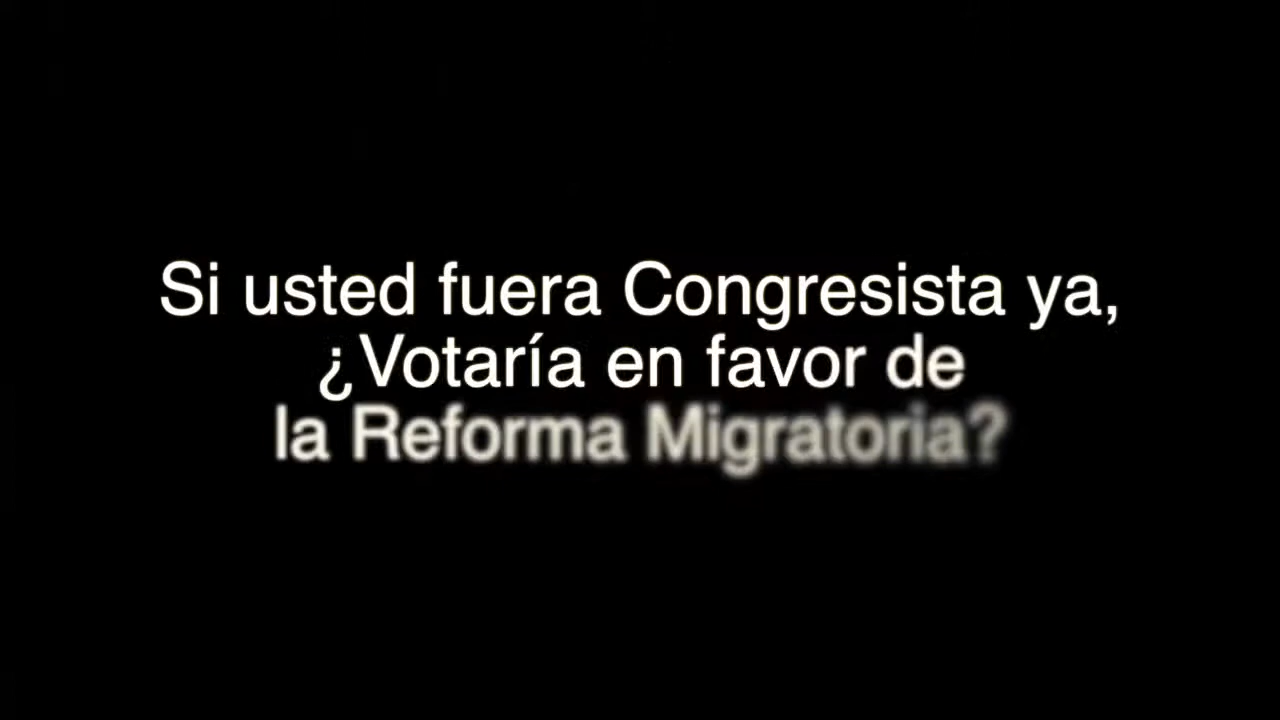 Si usted fuera Congresista ya,
¿Votaría en favor de
la Reforma Migratoria?